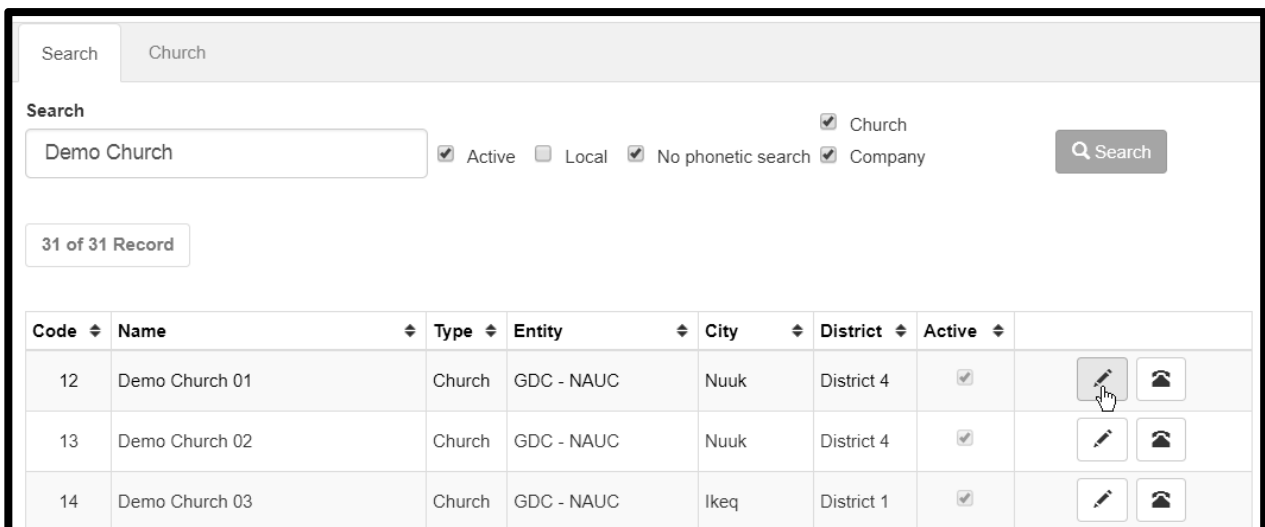 Search Church
Search
Church
Demo Church Active Local No phonetic search Company Search
31 of 31 Record
Code Name Type Entity City District Active
12 Demo Church 01 Church GDC - NAUC Nuuk District 4
13 Demo Church 02 Church GDC - NAUC Nuuk District 4
14 Demo Church 03 Church GDC - NAUC Ikeq District 1